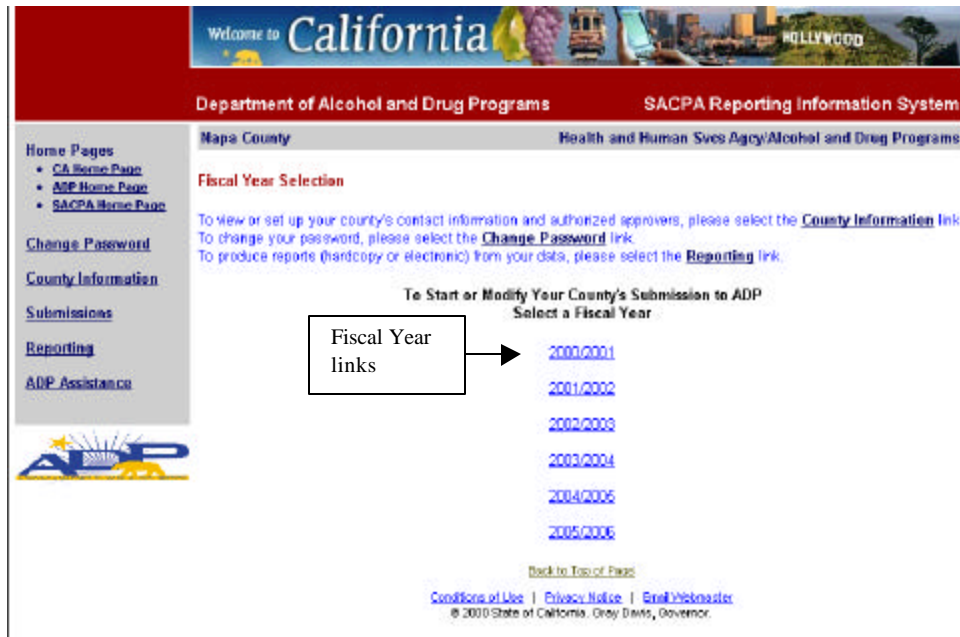 Welcome to California
HOLLYWOOD
Department of Alcohol and Drug Programs SACPA Reporting Information System
Napa County Health and Human Svcs Agcy/Alcohol and Drug Programs
Home Pages
• CA Home Page
• ADP Home Page
• SACPA Home Page
Change Password
County Information
Submissions
Reporting
ADP Assistance
ADP
Fiscal Year Selection
To view or set up your county's contact information and authorized approvers, please select the County Information link
To change your password, please select the Change Password link.
To produce reports (hardcopy or electronic) from your data, please select the Reporting link.
To Start or Modify Your County's Submission to ADP
Select a Fiscal Year
Fiscal Year
links
2000/2001
2001/2002
2002/2003
2003/2004
2004/2005
2005/2006
Back to Top of Page
Conditions of Use | Privacy Notice | Email Webmaster
© 2000 State of California. Gray Davis, Governor.